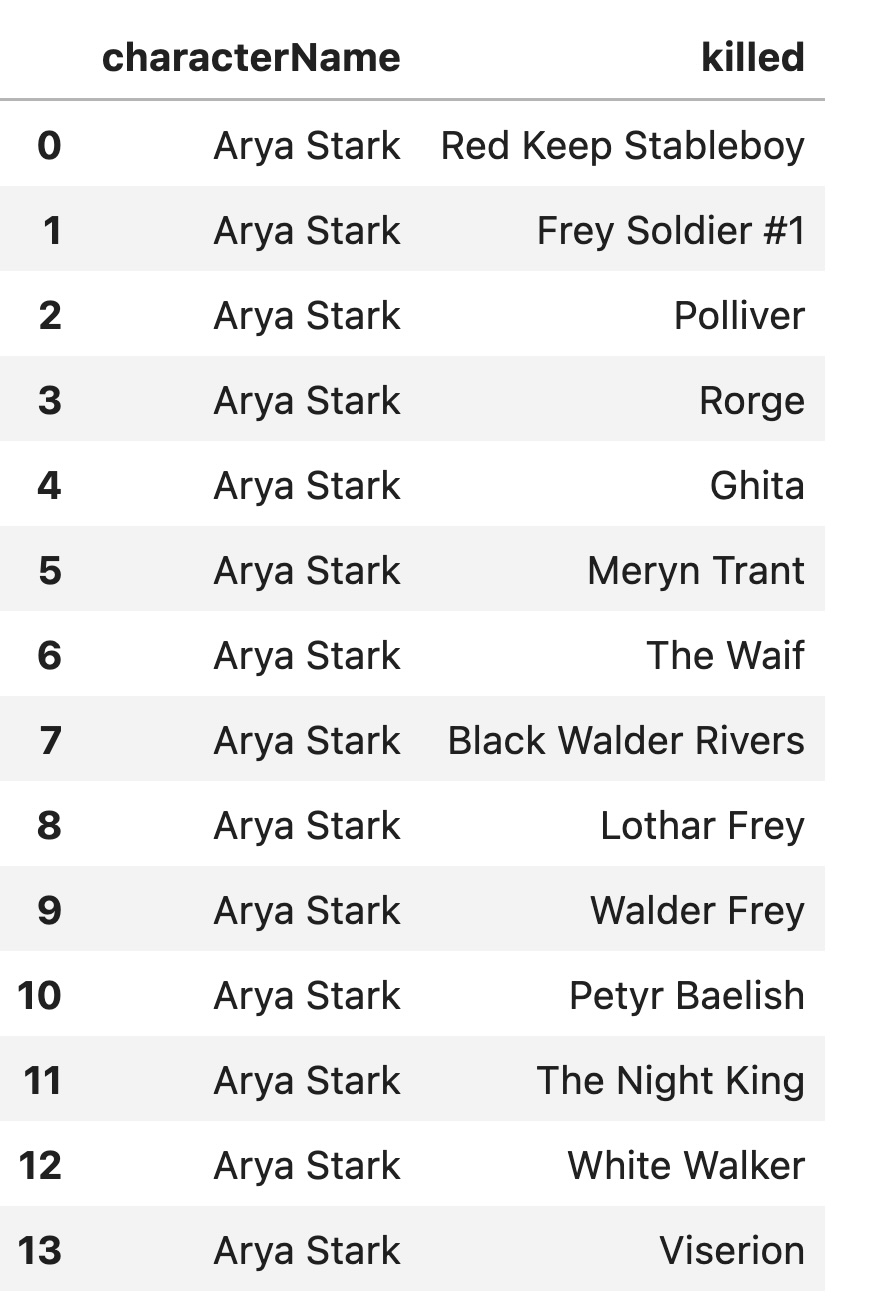 characterName killed
0 Arya Stark Red Keep Stableboy
1 Arya Stark Frey Soldier #1
2 Arya Stark Polliver
3 Arya Stark Rorge
4 Arya Stark Ghita
5 Arya Stark Meryn Trant
6 Arya Stark The Waif
7 Arya Stark Black Walder Rivers
8 Arya Stark Lothar Frey
9 Arya Stark Walder Frey
10 Arya Stark Petyr Baelish
11 Arya Stark The Night King
12 Arya Stark White Walker
13 Arya Stark Viserion